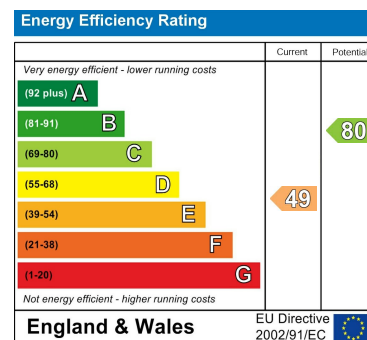 Energy Efficiency Rating
Current Potential
Very energy efficient - lower running costs
(92 plus) A
(81-91) B
80
(69-80) C
(55-68) D
49
(39-54) E
(21-38) F
(1-20) G
Not energy efficient - higher running costs
England & Wales
EU Directive
2002/91/EC